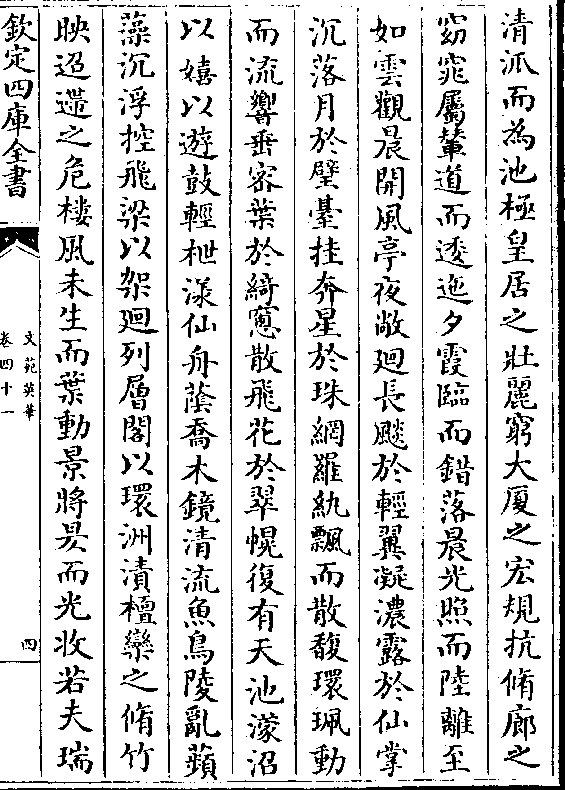 清𣲖而為池極皇居之壯麗窮大厦之宏規抗脩廊之
窈窕屬輦道而逶迤夕霞臨而錯落晨光照而陸離至
如雲觀晨開風亭夜敞廻長飈於輕翼凝濃露於仙掌
沉落月於璧臺挂奔星於珠網羅紈飄而散馥環珮動
而流響垂密葉於綺窻散飛花於翠幌復有天池濛沼
以嬉以遊鼓輕枻漾仙舟蔭喬木鏡清流魚鳥陵亂蘋
藻沉浮控飛梁以架廻列層閣以環洲漬檀欒之脩竹
映迢遰之危樓風未生而葉動景將昃而光收若夫瑞
欽定四庫全書
文苑英華
卷四十一
四